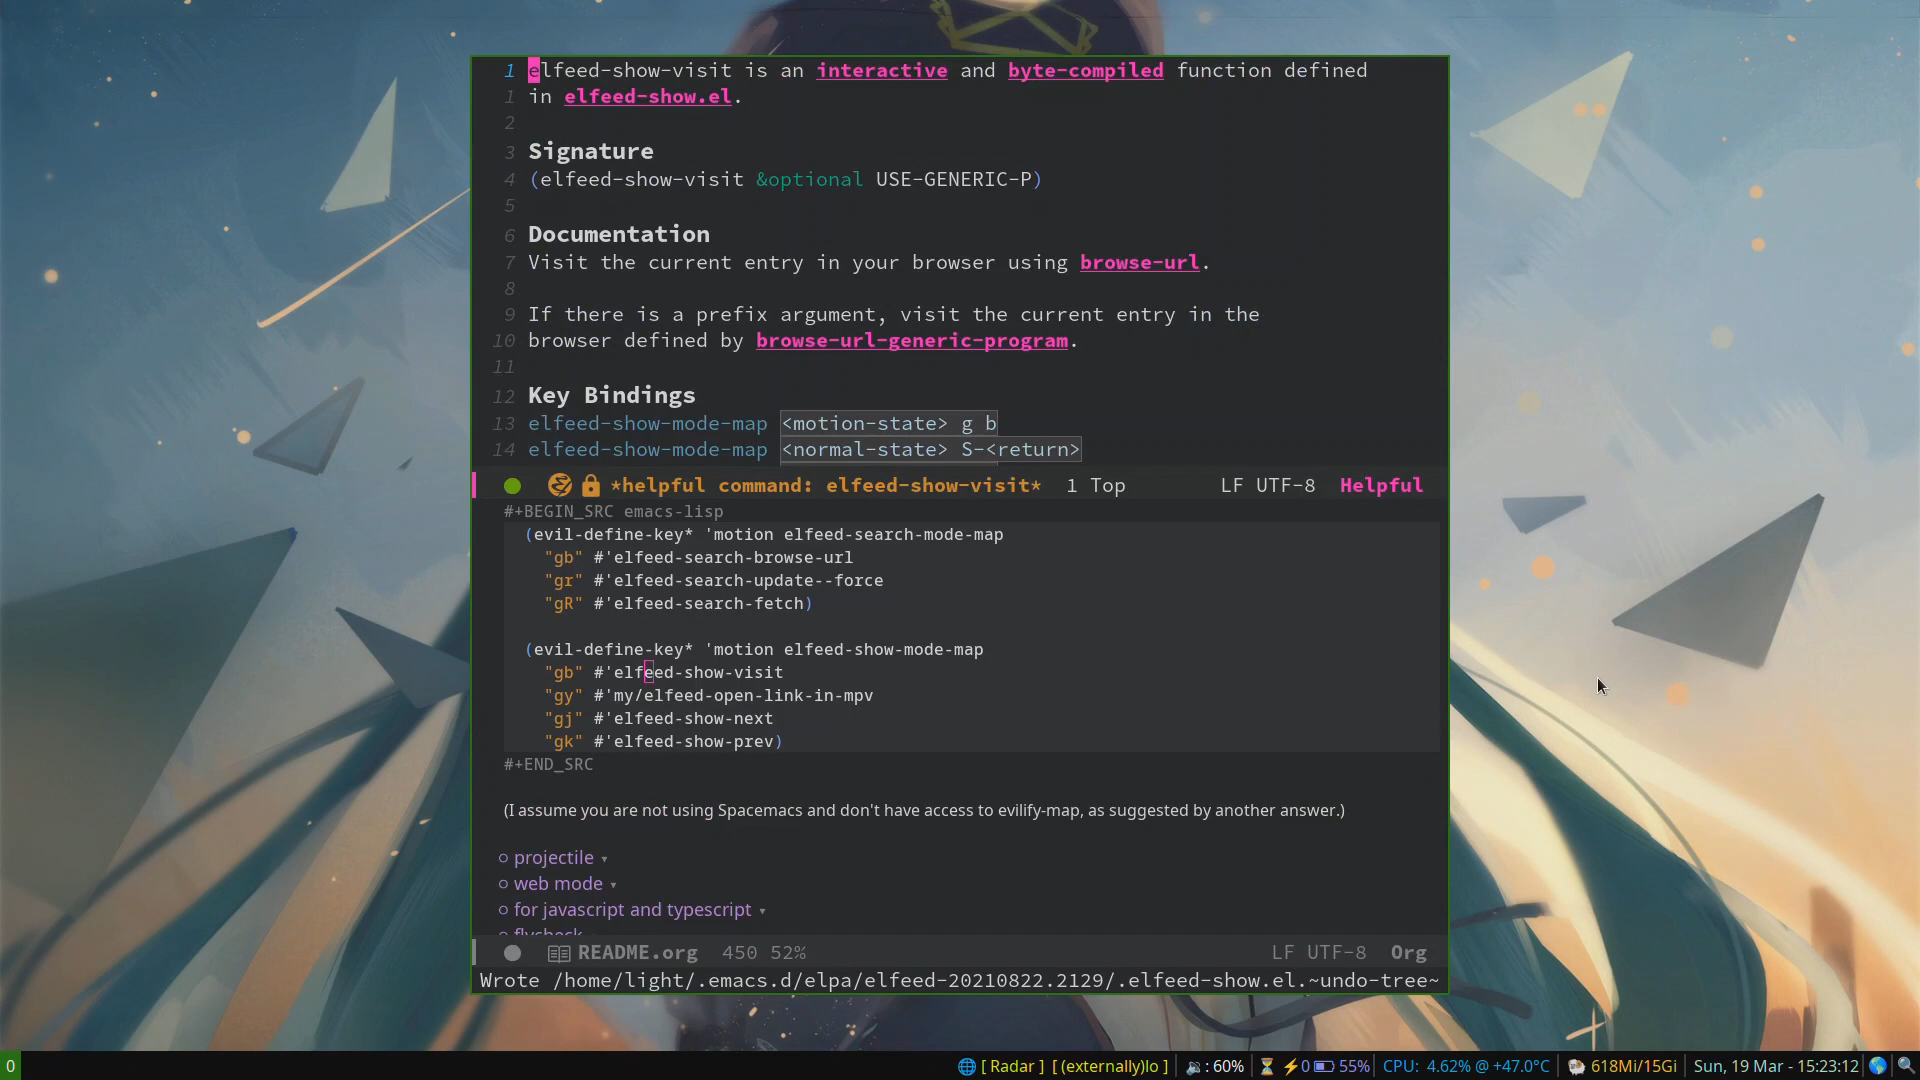 1 elfeed-show-visit is an interactive and byte-compiled function defined
1 in elfeed-show.el.
2
3 Signature
4 (elfeed-show-visit &optional USE-GENERIC-P)
5
6 Documentation
7 Visit the current entry in your browser using browse-url.
8
9 If there is a prefix argument, visit the current entry in the
10 browser defined by browse-url-generic-program.
11
12 Key Bindings
13 elfeed-show-mode-map <motion-state> g b
14 elfeed-show-mode-map <normal-state> S-<return>
*helpful command: elfeed-show-visit* 1 Top LF UTF-8 Helpful
#+BEGIN_SRC emacs-lisp
(evil-define-key* 'motion elfeed-search-mode-map
"gb" #'elfeed-search-browse-url
"gr" #'elfeed-search-update--force
"gR" #'elfeed-search-fetch)
(evil-define-key* 'motion elfeed-show-mode-map
"gb" #'elfeed-show-visit
"gy" #'my/elfeed-open-link-in-mpv
"gj" #'elfeed-show-next
"gk" #'elfeed-show-prev)
#+END_SRC
(I assume you are not using Spacemacs and don't have access to evilify-map, as suggested by another answer.)
projectile ▾
web mode ▾
for javascript and typescript ▾
flycheck
README.org 450 52% LF UTF-8 Org
Wrote /home/light/.emacs.d/elpa/elfeed-20210822.2129/.elfeed-show.el.~undo-tree~
0 [ Radar ] [ (externally)lo ] : 60% ⚡0 55% CPU: 4.62% @ +47.0°C 618Mi/15Gi Sun, 19 Mar - 15:23:12